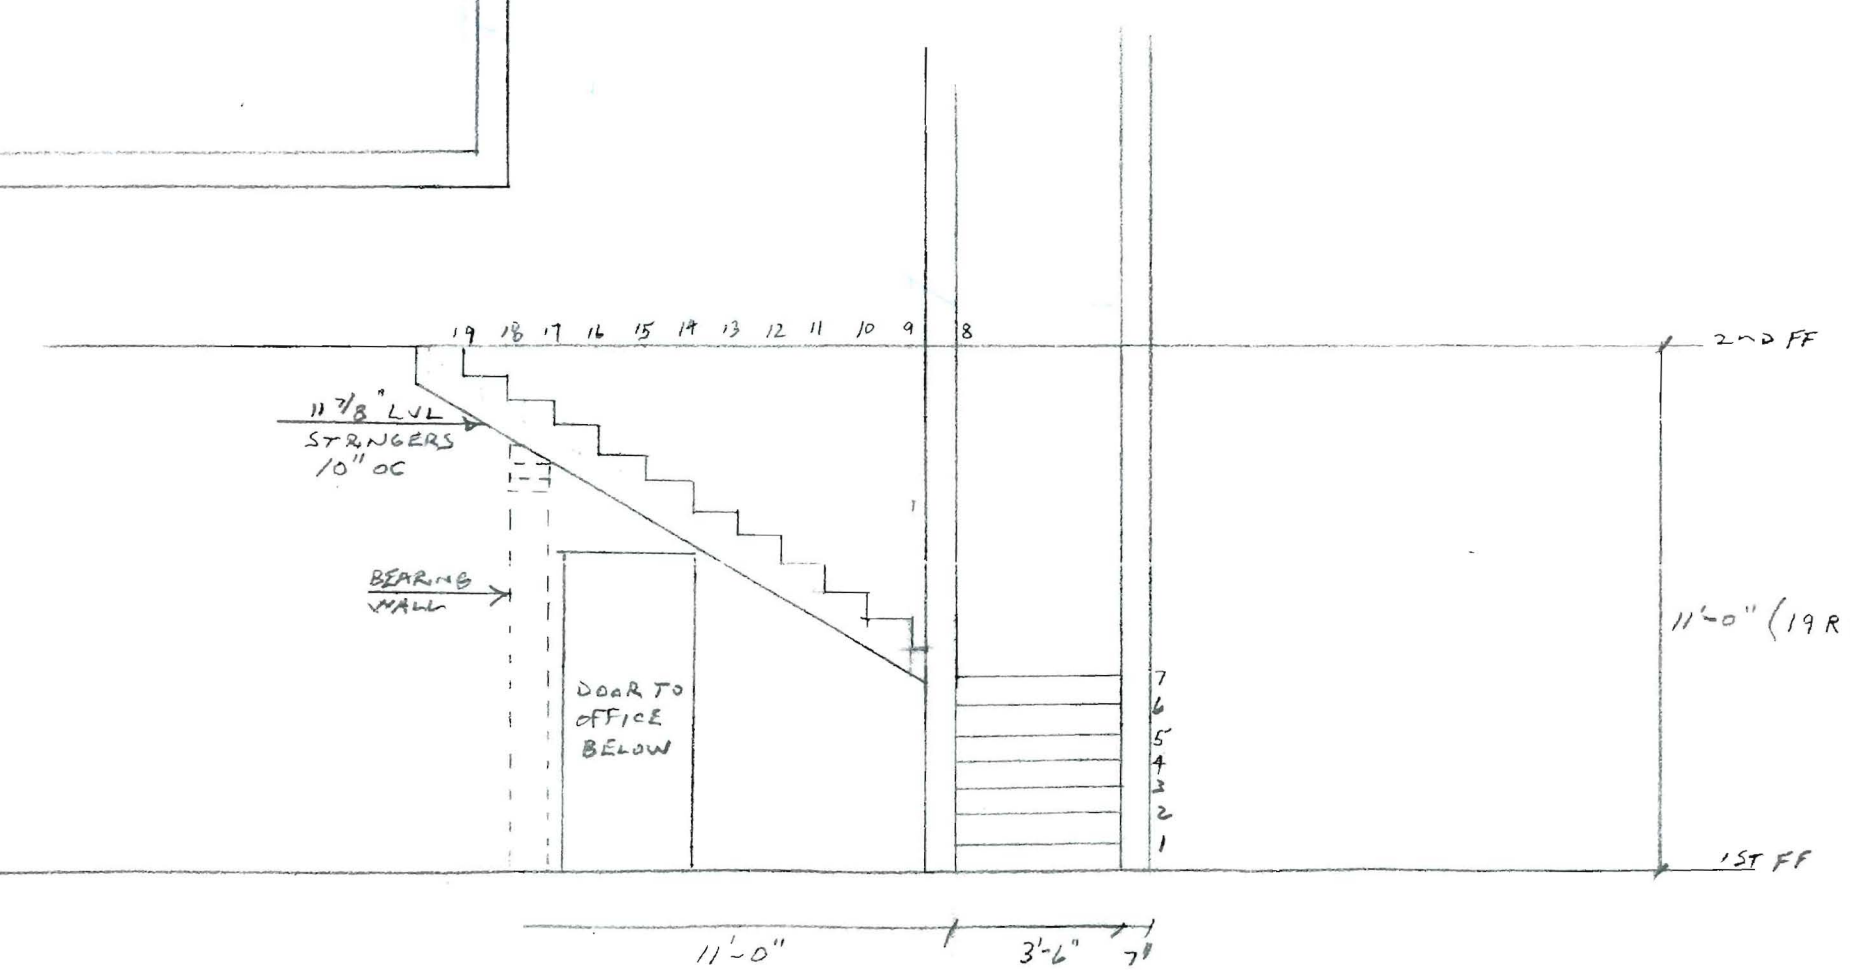 19 18 17 16 15 14 13 12 11 10 9 8
2ND FF
11 7/8" LVL
STRINGERS
10" OC
BEARING
WALL
DOOR TO
OFFICE
BELOW
7
6
5
4
3
2
1
11'-0" (19 R
1ST FF
11'-0" 3'-6" 7"